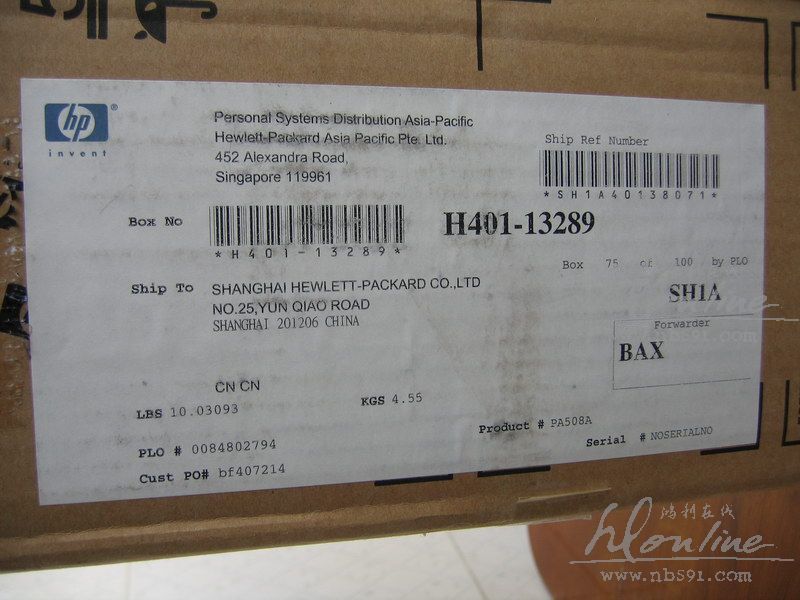 hp®
invent
Personal Systems Distribution Asia-Pacific
Hewlett-Packard Asia Pacific Pte. Ltd.
452 Alexandra Road,
Singapore 119961
Ship Ref Number
*SH1A40138071*
Box No
*H401-13289*
H401-13289
Box 75 of 100 by PLO
Ship To
SHANGHAI HEWLETT-PACKARD CO.,LTD
NO.25,YUN QIAO ROAD
SHANGHAI 201206 CHINA
SH1A
Forwarder
BAX
CN CN
LBS 10.03093
KGS 4.55
PLO # 0084802794
Product # PA508A
Cust PO# bf407214
Serial # NOSERIALNO
鸿利在线
hlonline
www.nbs91.com